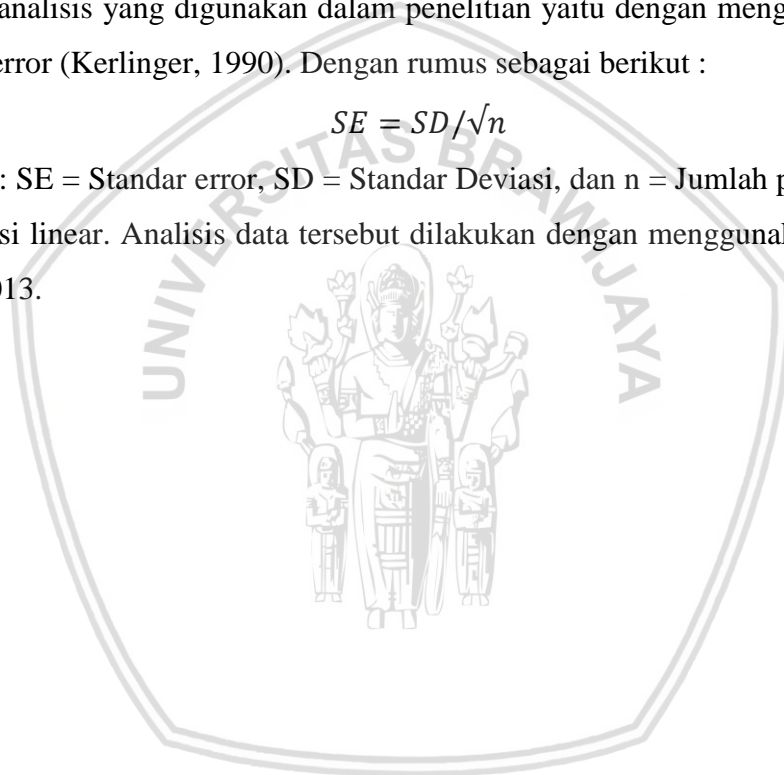 analisis yang digunakan dalam penelitian yaitu dengan meng
error (Kerlinger, 1990). Dengan rumus sebagai berikut :
SE = SD/√n
: SE = Standar error, SD = Standar Deviasi, dan n = Jumlah p
si linear. Analisis data tersebut dilakukan dengan menggunal
013.
UNIVERSITAS BRAWIJAYA